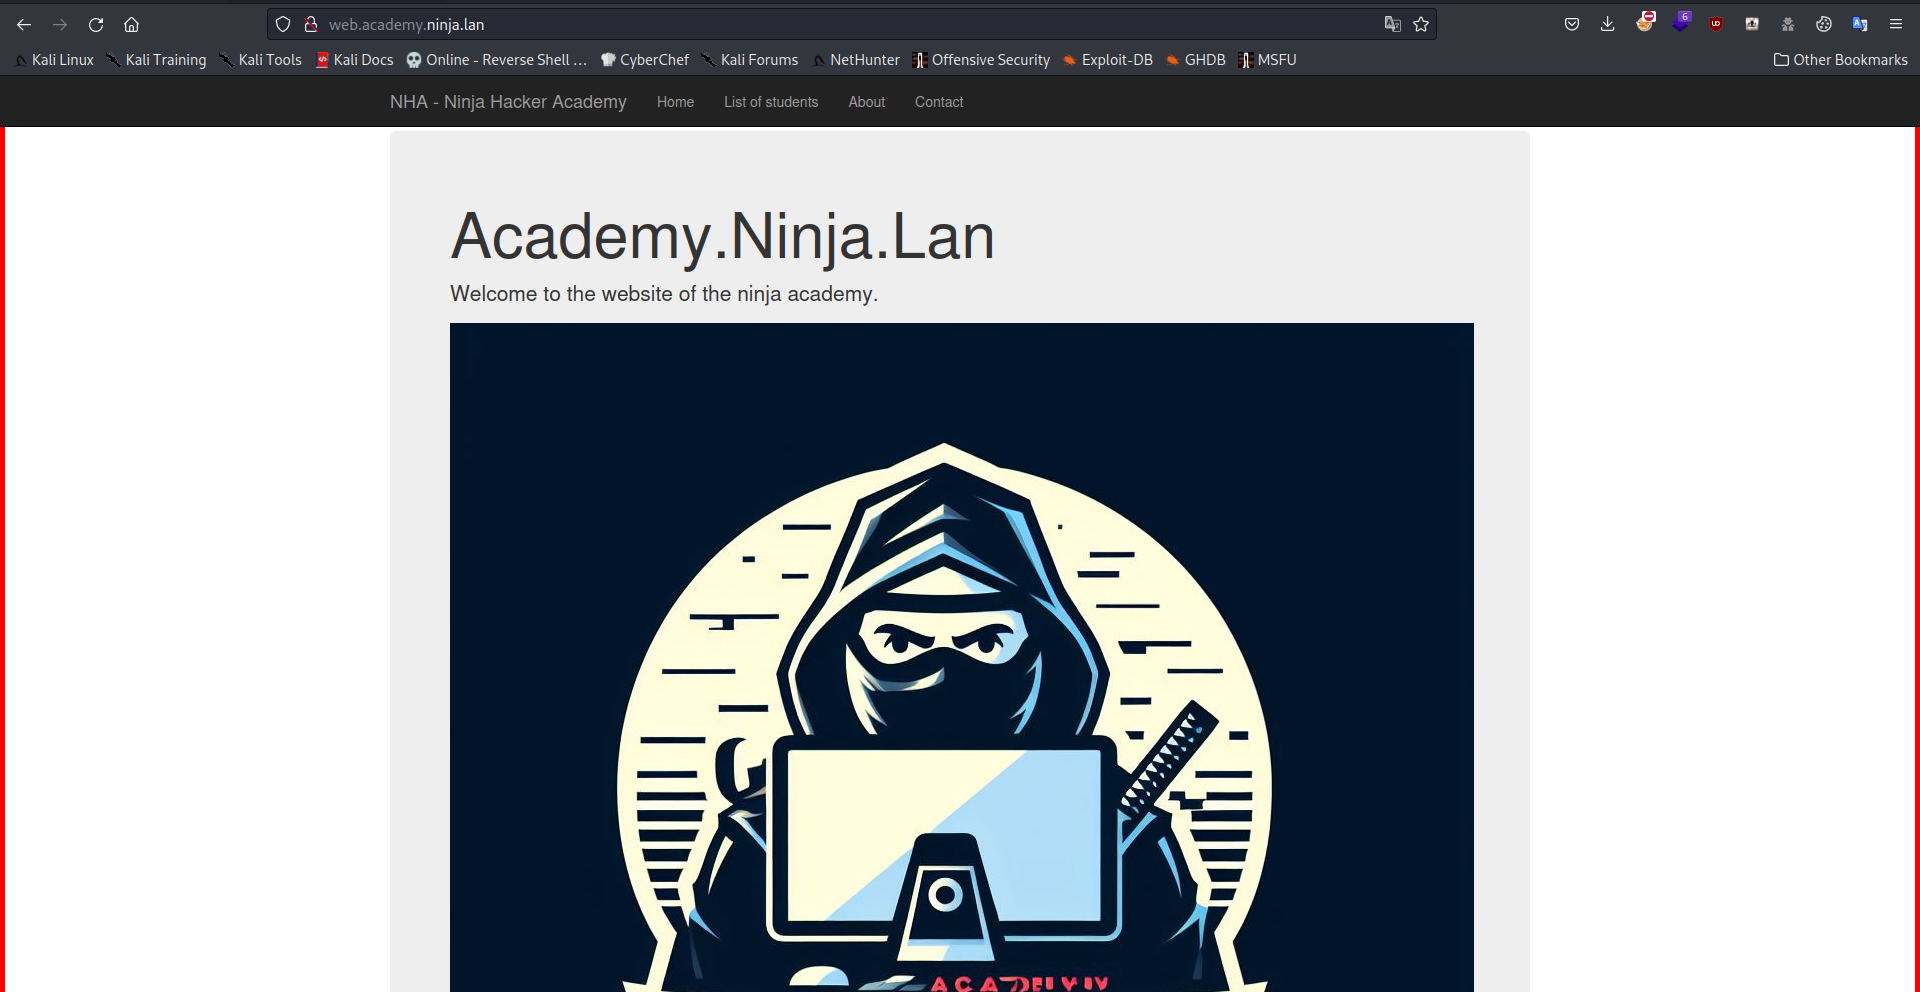 web.academy.ninja.lan
6
Kali Linux Kali Training Kali Tools Kali Docs Online - Reverse Shell ... CyberChef Kali Forums NetHunter Offensive Security Exploit-DB GHDB MSFU Other Bookmarks
NHA - Ninja Hacker Academy Home List of students About Contact
Academy.Ninja.Lan
Welcome to the website of the ninja academy.